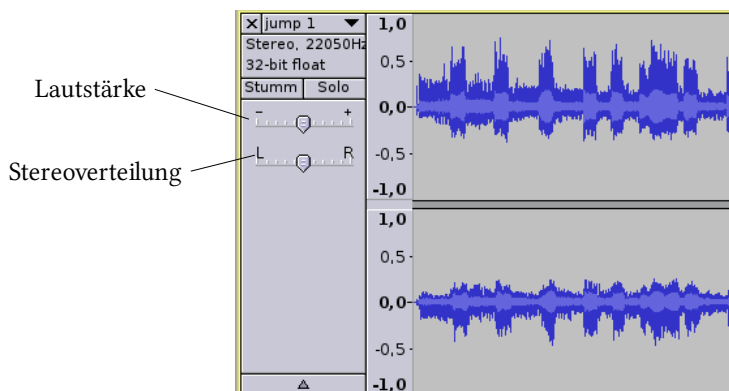 × jump 1
Stereo, 22050Hz
32-bit float
Stumm Solo
- +
L R
Lautstärke
Stereoverteilung
1,0
0,5
0,0
-0,5
-1,0
1,0
0,5
0,0
-0,5
-1,0